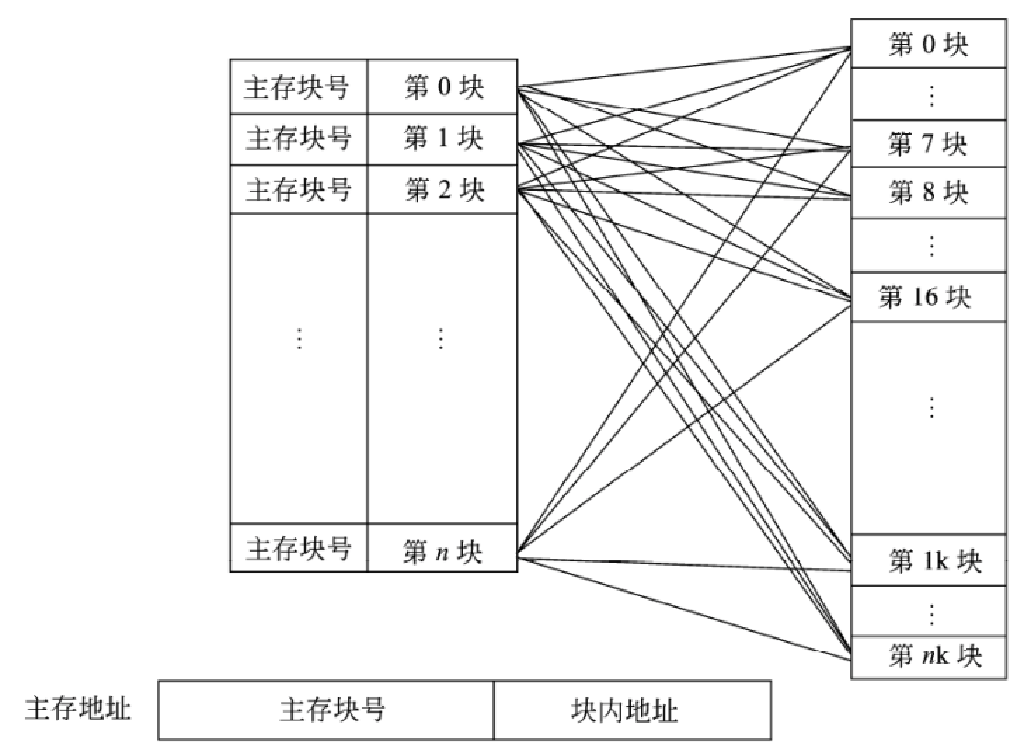 主存块号 第 0 块
主存块号 第 1 块
主存块号 第 2 块
⋮ ⋮
主存块号 第 n 块
第 0 块
⋮
第 7 块
第 8 块
⋮
第 16 块
⋮
第 1k 块
⋮
第 nk 块
主存地址 主存块号 块内地址